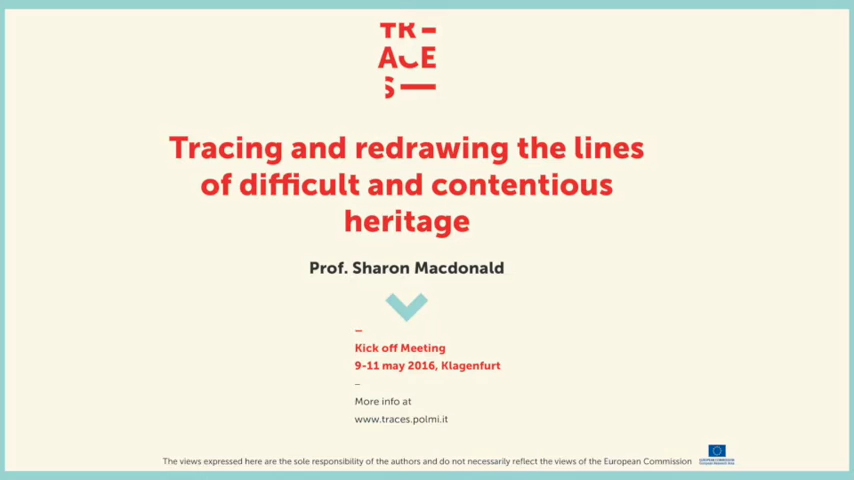 TR–
ACE
S—
Tracing and redrawing the lines
of difficult and contentious
heritage
Prof. Sharon Macdonald
–
Kick off Meeting
9-11 may 2016, Klagenfurt
–
More info at
www.traces.polmi.it
The views expressed here are the sole responsibility of the authors and do not necessarily reflect the views of the European Commission
EUROPEAN COMMISSION